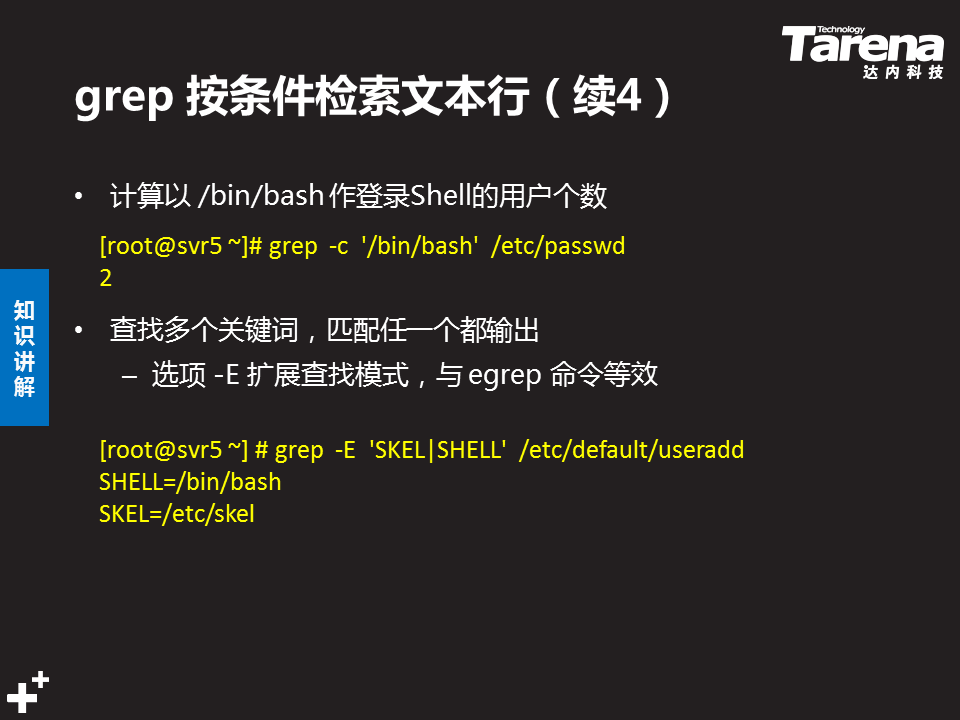 Technology
Tarena
达内科技
grep 按条件检索文本行（续4）
• 计算以 /bin/bash 作登录Shell的用户个数
[root@svr5 ~]# grep -c '/bin/bash' /etc/passwd
2
知识讲解
• 查找多个关键词，匹配任一个都输出
– 选项 -E 扩展查找模式，与 egrep 命令等效
[root@svr5 ~] # grep -E 'SKEL|SHELL' /etc/default/useradd
SHELL=/bin/bash
SKEL=/etc/skel